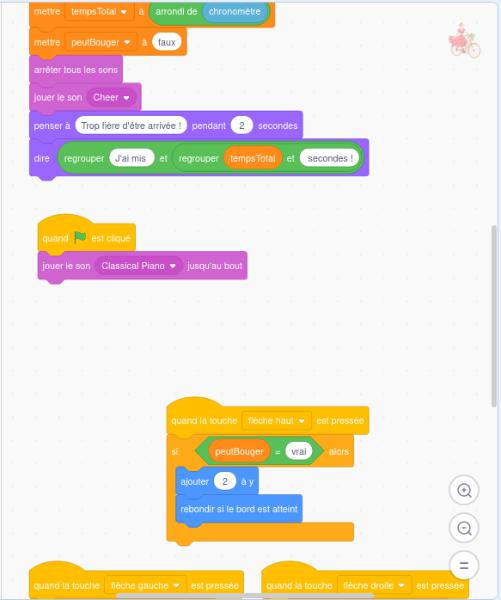 mettre tempsTotal à arrondi de chronomètre
mettre peutBouger à faux
arrêter tous les sons
jouer le son Cheer
penser à Trop fière d'être arrivée ! pendant 2 secondes
dire regrouper J'ai mis et regrouper tempsTotal et secondes !
quand est cliqué
jouer le son Classical Piano jusqu'au bout
quand la touche flèche haut est pressée
si peutBouger = vrai alors
ajouter 2 à y
rebondir si le bord est atteint
quand la touche flèche gauche est pressée
quand la touche flèche droite est pressée